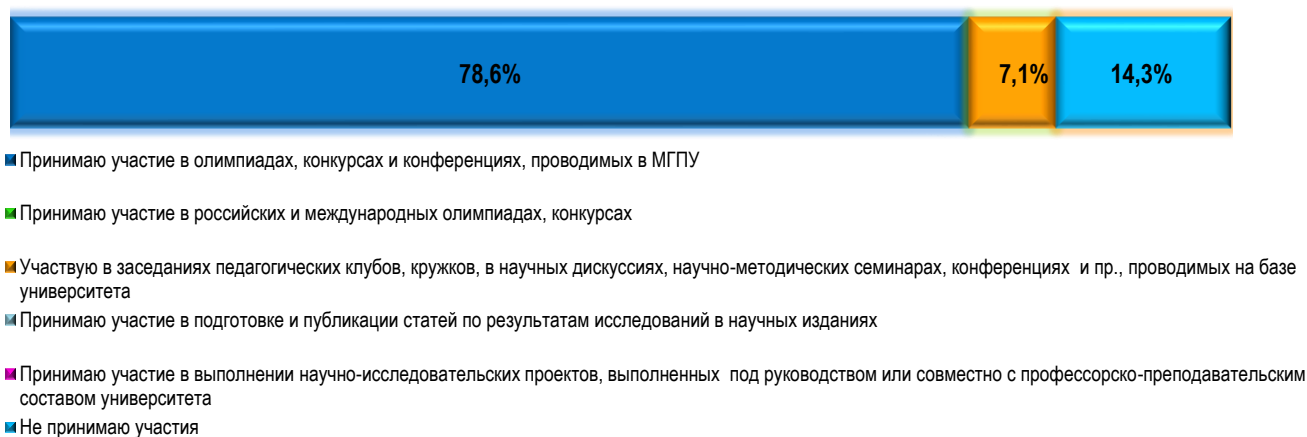 78,6% 7,1% 14,3%
Принимаю участие в олимпиадах, конкурсах и конференциях, проводимых в МГПУ
Принимаю участие в российских и международных олимпиадах, конкурсах
Участвую в заседаниях педагогических клубов, кружков, в научных дискуссиях, научно-методических семинарах, конференциях и пр., проводимых на базе
университета
Принимаю участие в подготовке и публикации статей по результатам исследований в научных изданиях
Принимаю участие в выполнении научно-исследовательских проектов, выполненных под руководством или совместно с профессорско-преподавательским
составом университета
Не принимаю участия